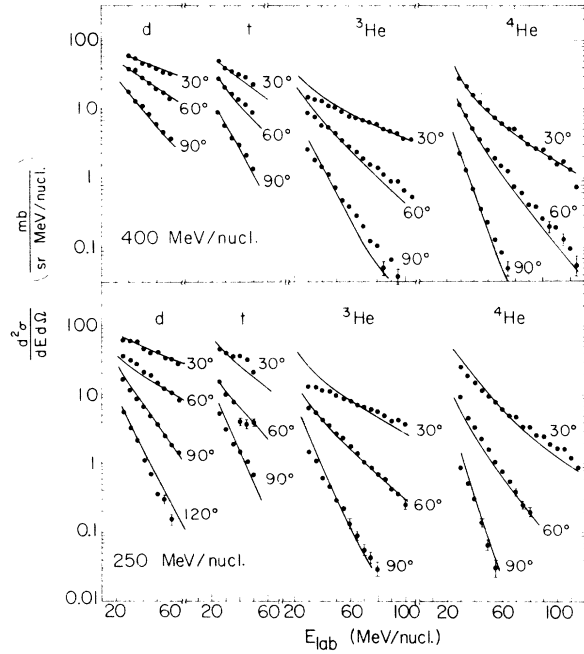 d t ³He ⁴He
100
10
1
0.1
30° 30° 30° 30°
60° 60° 60° 60°
90° 90° 90° 90°
400 MeV/nucl.
d²σ / dE dΩ ( mb / sr MeV/nucl.
d t ³He ⁴He
100
10
1
0.1
0.01
30° 30° 30° 30°
60° 60° 60° 60°
90° 90° 90° 90°
120°
250 MeV/nucl.
20 60 20 60 20 60 100 20 60 100
E_lab (MeV/nucl.)